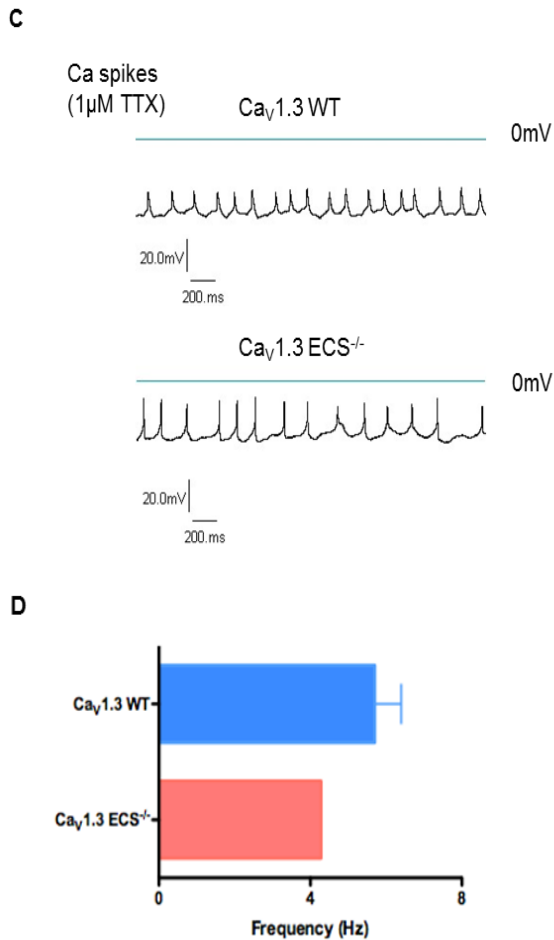 C
Ca spikes
(1µM TTX)
CaV1.3 WT
0mV
20.0mV
200.ms
CaV1.3 ECS-/-
0mV
20.0mV
200.ms
D
CaV1.3 WT
CaV1.3 ECS-/-
0 4 8
Frequency (Hz)